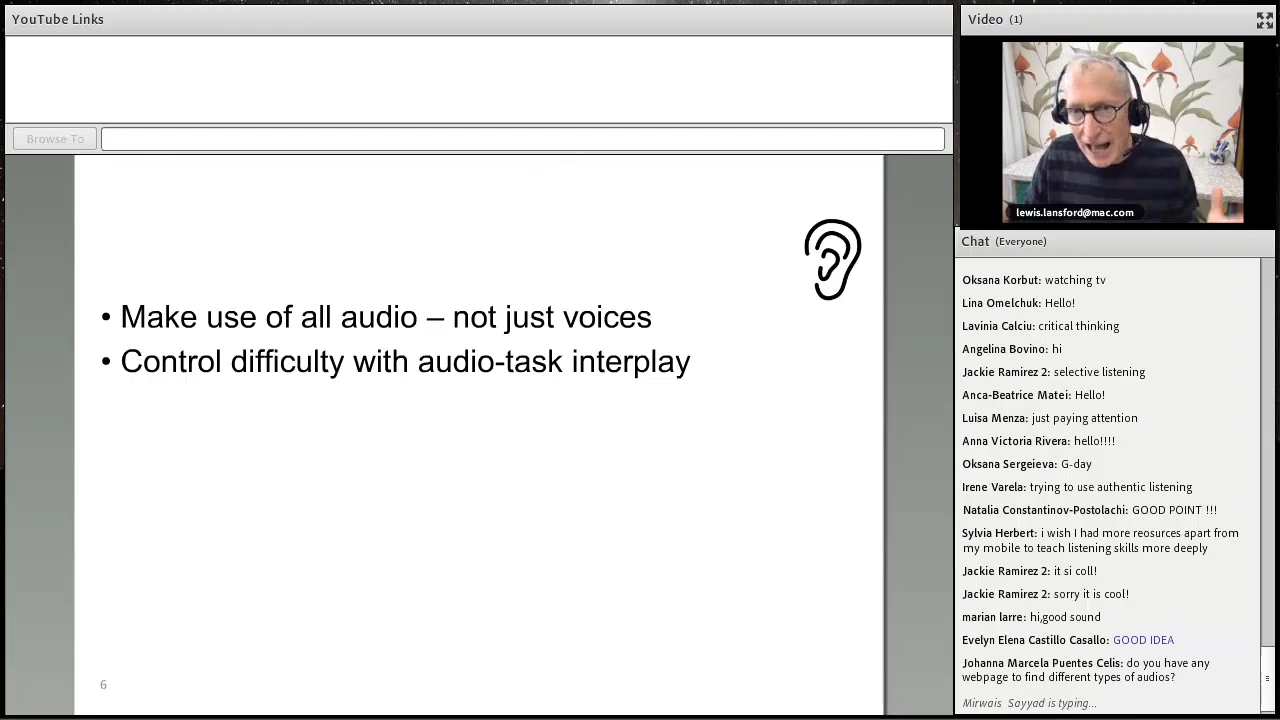 YouTube Links
Browse To
• Make use of all audio – not just voices
• Control difficulty with audio-task interplay
6
Video (1)
lewis.lansford@mac.com
Chat (Everyone)
Oksana Korbut: watching tv
Lina Omelchuk: Hello!
Lavinia Calciu: critical thinking
Angelina Bovino: hi
Jackie Ramirez 2: selective listening
Anca-Beatrice Matei: Hello!
Luisa Menza: just paying attention
Anna Victoria Rivera: hello!!!!
Oksana Sergeieva: G-day
Irene Varela: trying to use authentic listening
Natalia Constantinov-Postolachi: GOOD POINT !!!
Sylvia Herbert: i wish I had more reosurces apart from
my mobile to teach listening skills more deeply
Jackie Ramirez 2: it si coll!
Jackie Ramirez 2: sorry it is cool!
marian larre: hi,good sound
Evelyn Elena Castillo Casallo: GOOD IDEA
Johanna Marcela Puentes Celis: do you have any
webpage to find different types of audios?
Mirwais Sayyad is typing...